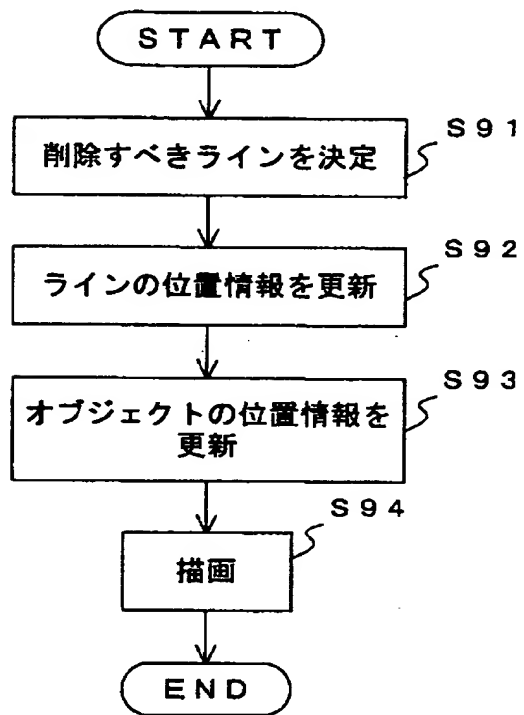 START
S91
削除すべきラインを決定
S92
ラインの位置情報を更新
S93
オブジェクトの位置情報を
更新
S94
描画
END